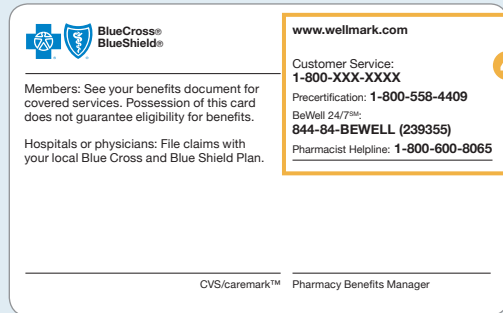 BlueCross®
BlueShield®
Members: See your benefits document for
covered services. Possession of this card
does not guarantee eligibility for benefits.
Hospitals or physicians: File claims with
your local Blue Cross and Blue Shield Plan.
www.wellmark.com
Customer Service:
1-800-XXX-XXXX
Precertification: 1-800-558-4409
BeWell 24/7℠:
844-84-BEWELL (239355)
Pharmacist Helpline: 1-800-600-8065
CVS/caremark™ Pharmacy Benefits Manager